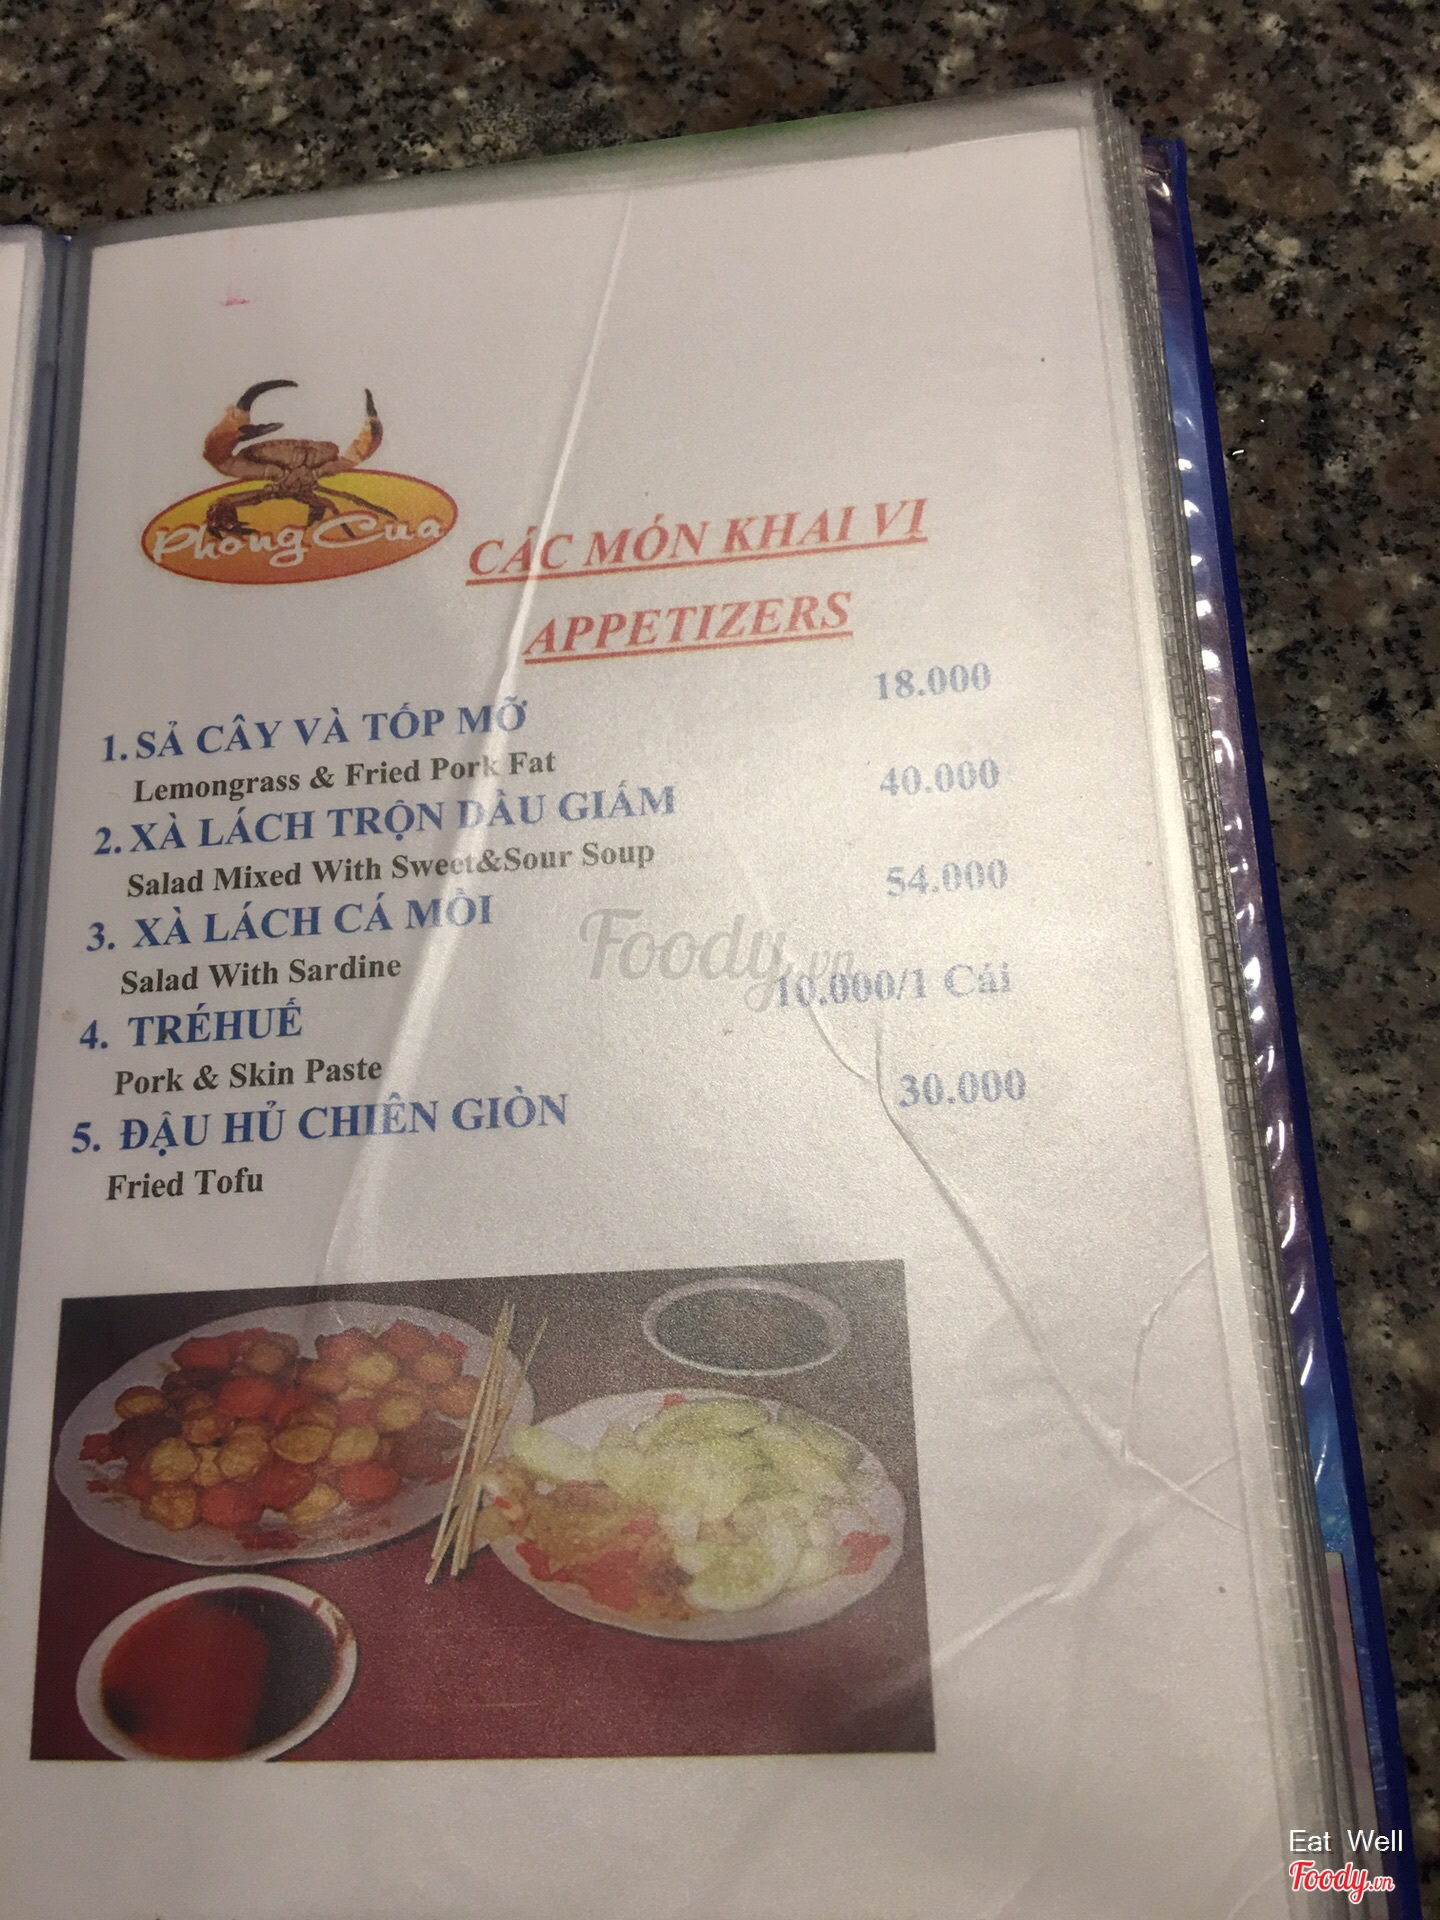 Phong Cua
CÁC MÓN KHAI VỊ
APPETIZERS
1. SẢ CÂY VÀ TỐP MỠ 18.000
Lemongrass & Fried Pork Fat
2. XÀ LÁCH TRỘN DẦU GIẤM 40.000
Salad Mixed With Sweet&Sour Soup
3. XÀ LÁCH CÁ MÒI 54.000
Salad With Sardine
4. TRÉHUẾ 10.000/1 Cái
Pork & Skin Paste
5. ĐẬU HỦ CHIÊN GIÒN 30.000
Fried Tofu
Foody.vn
Eat Well
Foody.vn